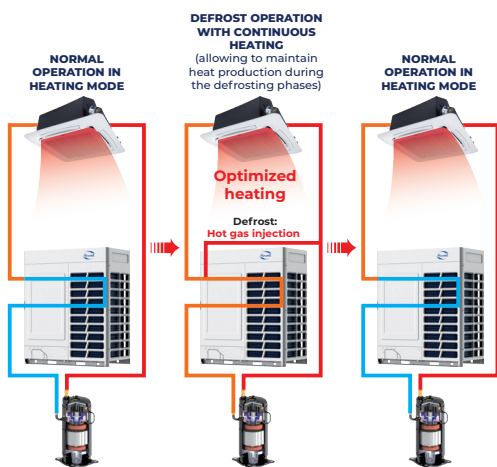 NORMAL
OPERATION IN
HEATING MODE
DEFROST OPERATION
WITH CONTINUOUS
HEATING
(allowing to maintain
heat production during
the defrosting phases)
NORMAL
OPERATION IN
HEATING MODE
Optimized
heating
Defrost:
Hot gas injection